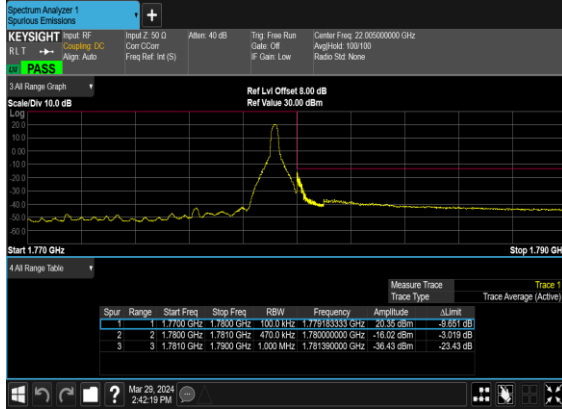 Spectrum Analyzer 1
Spurious Emissions
+
KEYSIGHT Input: RF Input Z: 50 Ω Atten: 40 dB Trig: Free Run Center Freq: 22.005000000 GHz
RLT Coupling: DC Corr CCorr Gate: Off Avg|Hold: 100/100
Align: Auto Freq Ref: Int (S) IF Gain: Low Radio Std: None
PASS
3 All Range Graph
Ref Lvl Offset 8.00 dB
Scale/Div 10.0 dB Ref Value 30.00 dBm
Log
20.0
10.0
0.00
-10.0
-20.0
-30.0
-40.0
-50.0
-60.0
Start 1.770 GHz Stop 1.790 GH
4 All Range Table
Measure Trace Trace 1
Trace Type Trace Average (Active)
Spur Range Start Freq Stop Freq RBW Frequency Amplitude ΔLimit
1 1 1.7700 GHz 1.7800 GHz 100.0 kHz 1.779183333 GHz 20.35 dBm -9.651 dB
2 2 1.7800 GHz 1.7810 GHz 470.0 kHz 1.780000000 GHz -16.02 dBm -3.019 dB
3 3 1.7810 GHz 1.7900 GHz 1.000 MHz 1.781390000 GHz -36.43 dBm -23.43 dB
? Mar 29, 2024
2:42:19 PM